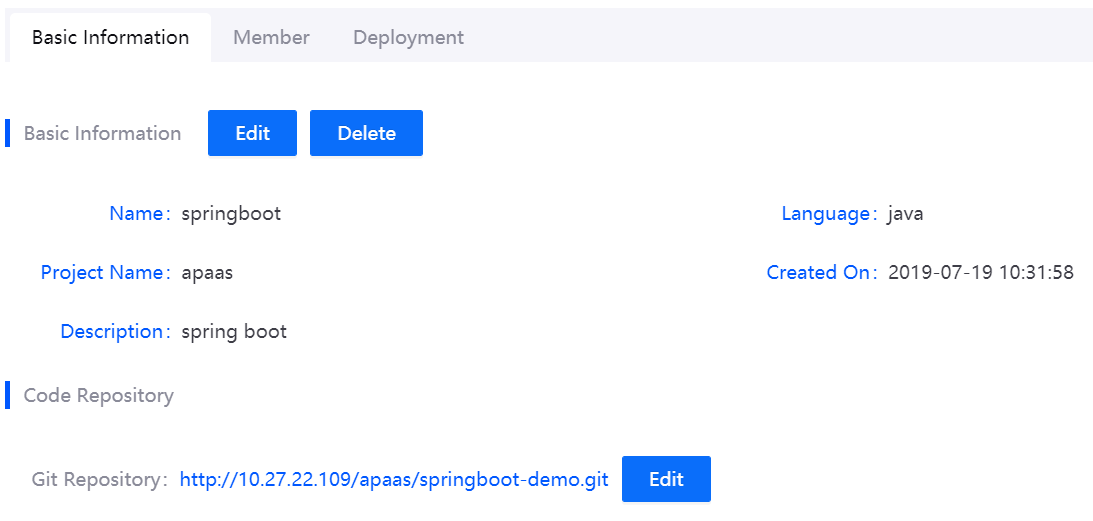 Basic Information Member Deployment
Basic Information Edit Delete
Name: springboot Language: java
Project Name: apaas Created On: 2019-07-19 10:31:58
Description: spring boot
Code Repository
Git Repository: http://10.27.22.109/apaas/springboot-demo.git Edit